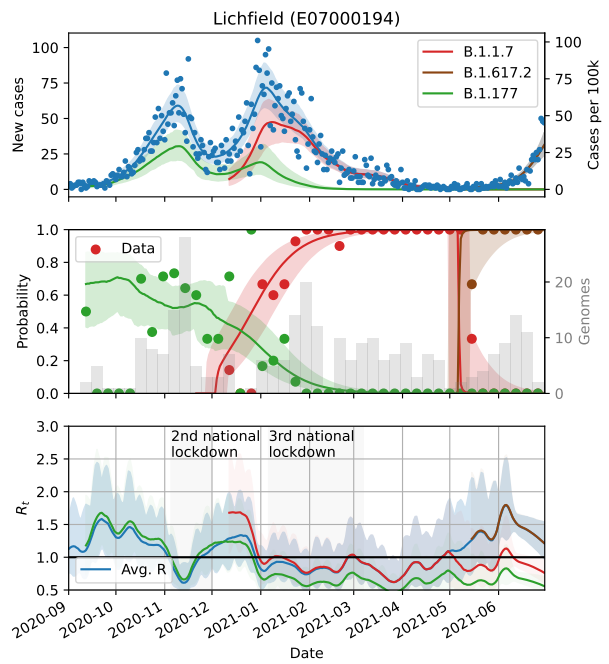 Lichfield (E07000194)
100
75
50
25
0
New cases
100
75
50
25
0
Cases per 100k
B.1.1.7
B.1.617.2
B.1.177
1.0
0.8
0.6
0.4
0.2
0.0
Probability
Data
20
10
0
Genomes
3.0
2.5
2.0
1.5
1.0
0.5
Rt
2nd national
lockdown
3rd national
lockdown
Avg. R
2020-09
2020-10
2020-11
2020-12
2021-01
2021-02
2021-03
2021-04
2021-05
2021-06
Date